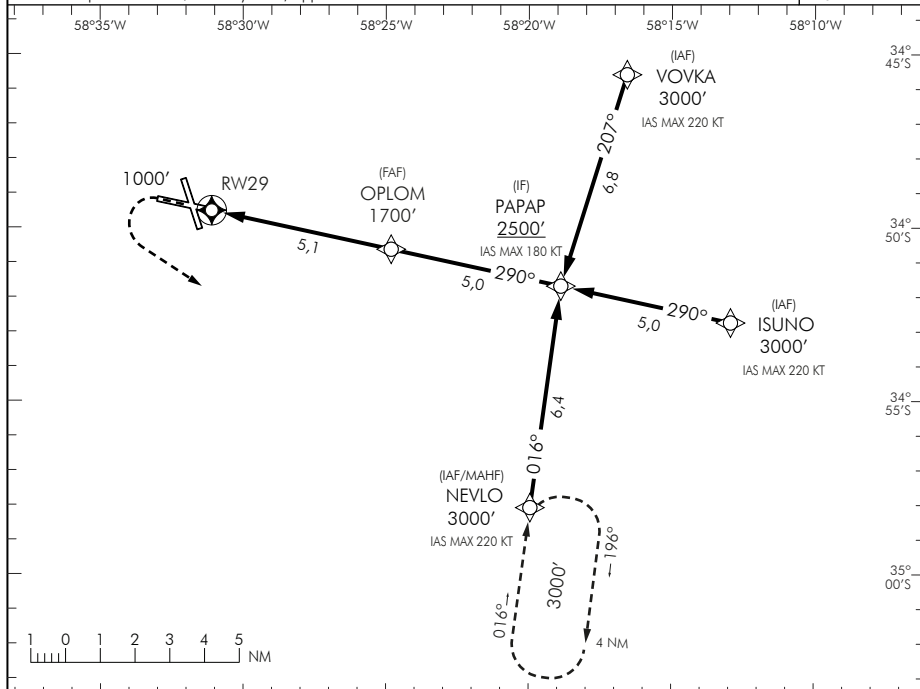 58°35'W
58°30'W
58°25'W
58°20'W
58°15'W
58°10'W
34°
45'S
(IAF)
VOVKA
3000'
IAS MAX 220 KT
207°
6,8
1000'
RW29
(FAF)
OPLOM
1700'
(IF)
PAPAP
2500'
IAS MAX 180 KT
34°
50'S
5,1
5,0
290°
290°
5,0
(IAF)
ISUNO
3000'
IAS MAX 220 KT
34°
55'S
6,4
016°
(IAF/MAHF)
NEVLO
3000'
IAS MAX 220 KT
←196°
3000'
016°→
35°
00'S
4 NM
1 0 1 2 3 4 5 NM